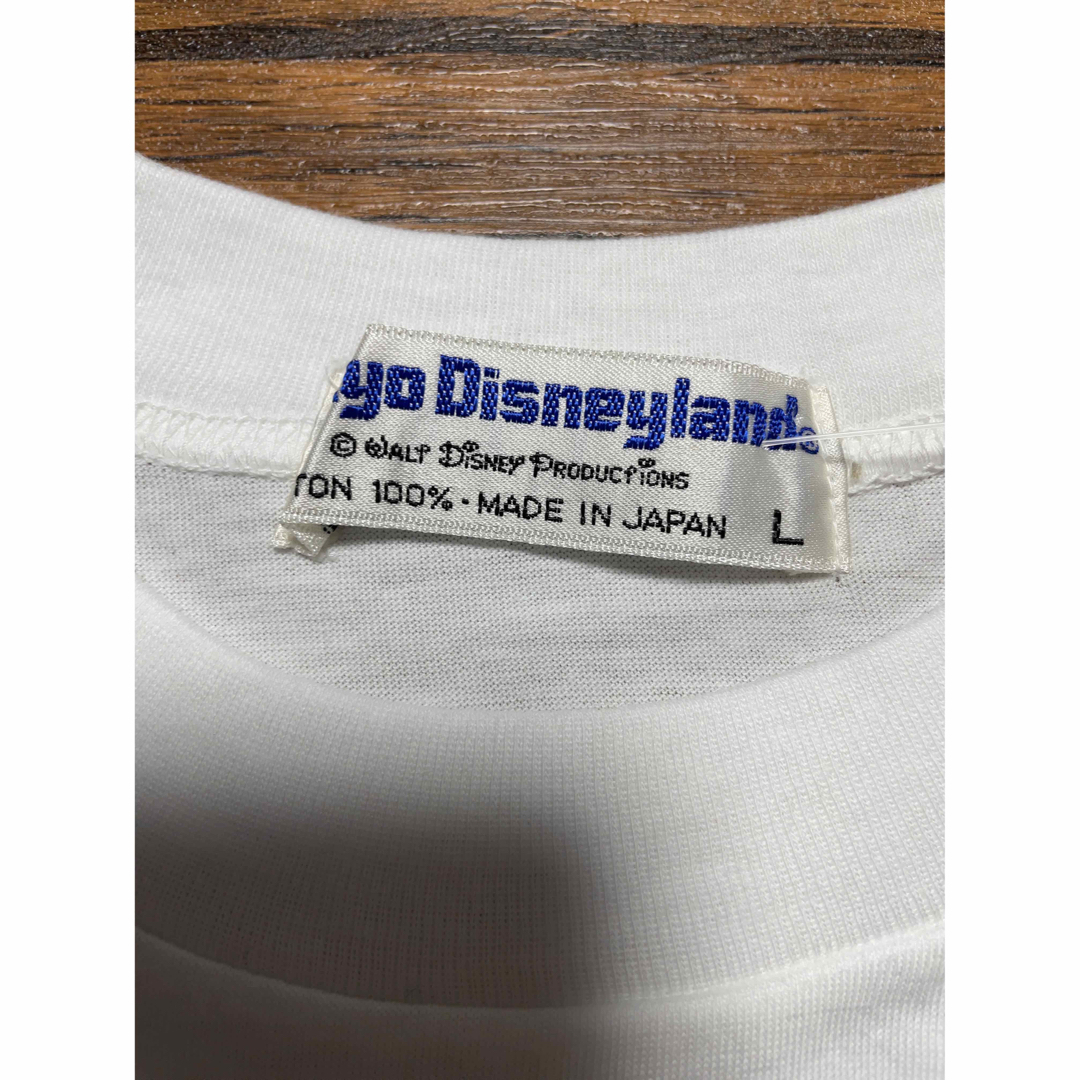 yo Disneyland®
© WALT DISNEY PRODUCTIONS
TON 100% · MADE IN JAPAN L